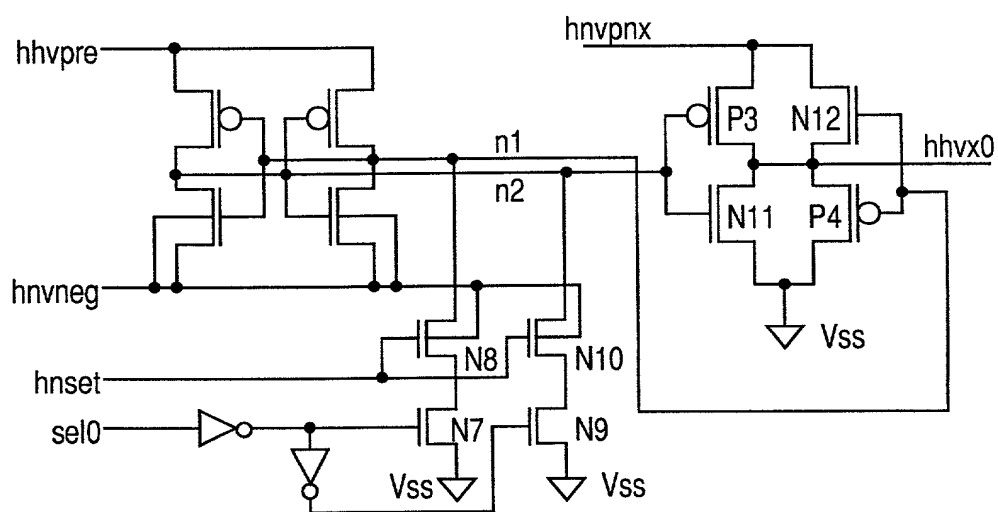 hhvpre
hnvpnx
P3
N12
n1
hhvx0
n2
N11
P4
hnvneg
Vss
N8
N10
hnset
sel0
N7
N9
Vss
Vss